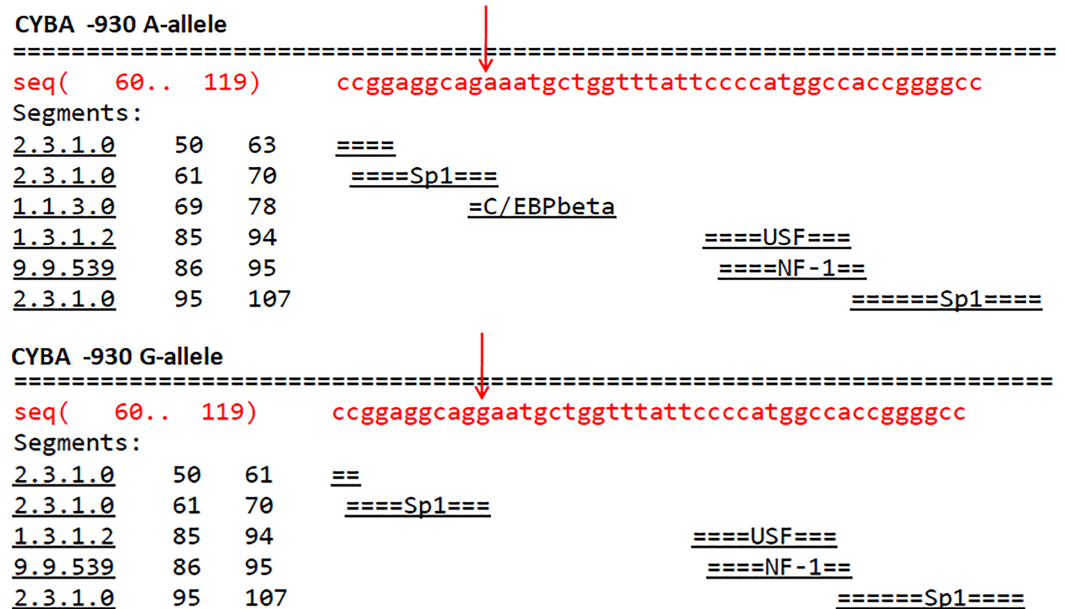 CYBA -930 A-allele
========================================================================
seq( 60.. 119) ccggaggcagaaatgctggtttattccccatggccaccggggcc
Segments:
2.3.1.0 50 63 ====
2.3.1.0 61 70 ====Sp1===
1.1.3.0 69 78 =C/EBPbeta
1.3.1.2 85 94 ====USF===
9.9.539 86 95 ====NF-1==
2.3.1.0 95 107 ======Sp1====
CYBA -930 G-allele
========================================================================
seq( 60.. 119) ccggaggcaggaatgctggtttattccccatggccaccggggcc
Segments:
2.3.1.0 50 61 ==
2.3.1.0 61 70 ====Sp1===
1.3.1.2 85 94 ====USF===
9.9.539 86 95 ====NF-1==
2.3.1.0 95 107 ======Sp1====